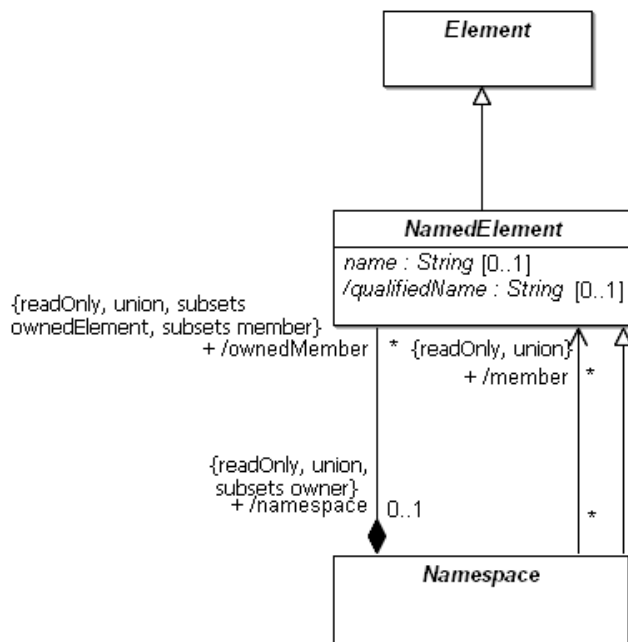 Element
NamedElement
name : String [0..1]
/qualifiedName : String [0..1]
{readOnly, union, subsets
ownedElement, subsets member}
+ /ownedMember
*
{readOnly, union}
+ /member
*
{readOnly, union,
subsets owner}
+ /namespace
0..1
*
Namespace